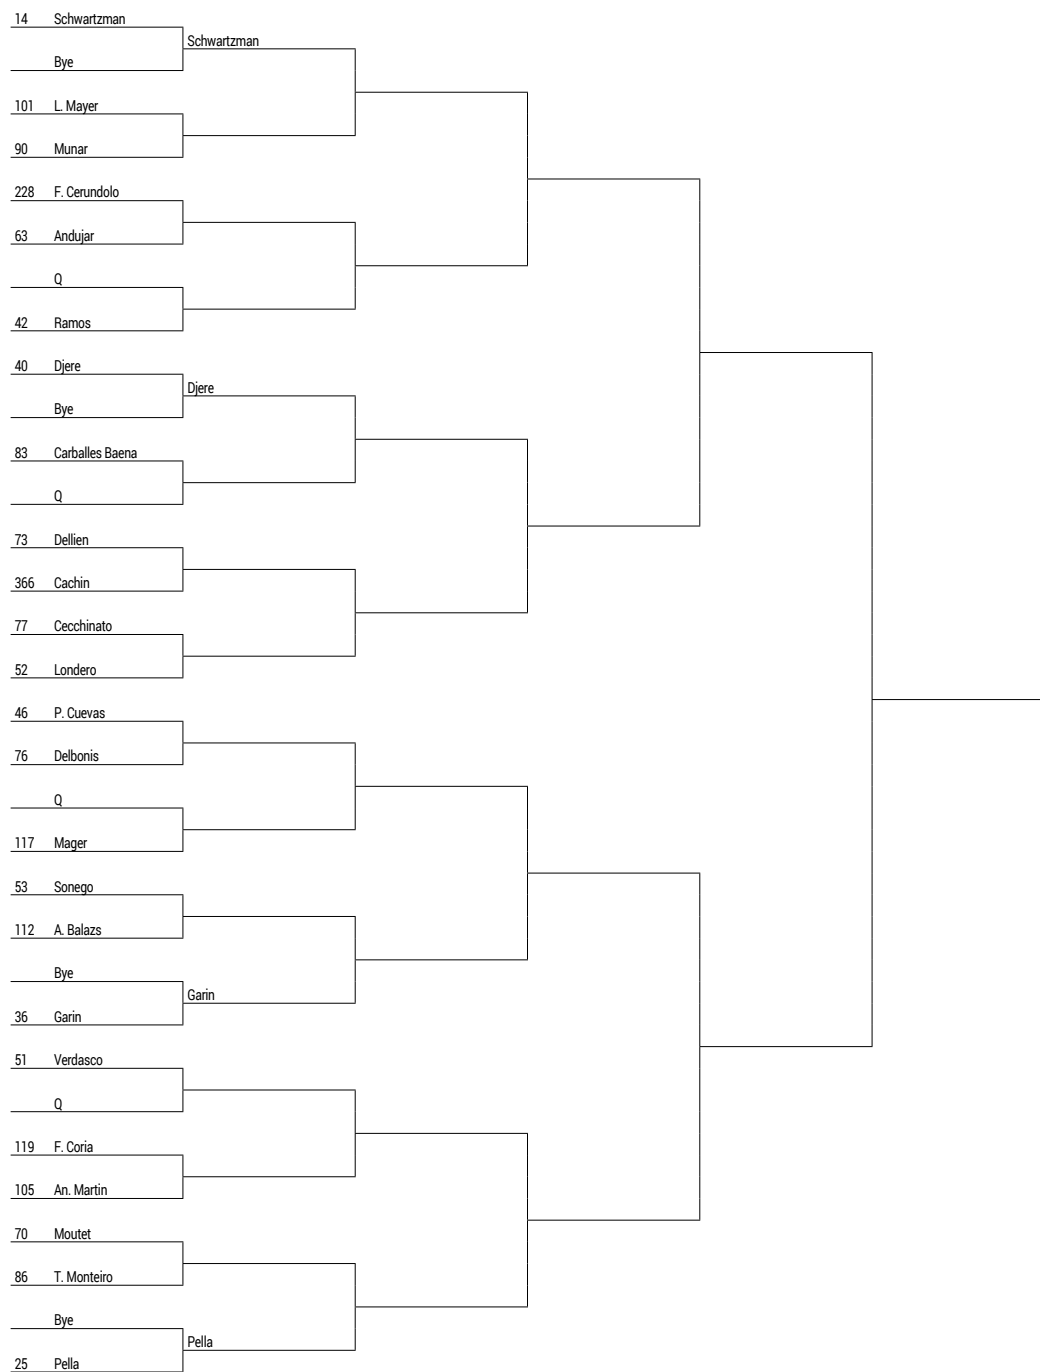 14 Schwartzman
Schwartzman
Bye
101 L. Mayer
90 Munar
228 F. Cerundolo
63 Andujar
Q
42 Ramos
40 Djere
Djere
Bye
83 Carballes Baena
Q
73 Dellien
366 Cachin
77 Cecchinato
52 Londero
46 P. Cuevas
76 Delbonis
Q
117 Mager
53 Sonego
112 A. Balazs
Bye
Garin
36 Garin
51 Verdasco
Q
119 F. Coria
105 An. Martin
70 Moutet
86 T. Monteiro
Bye
Pella
25 Pella